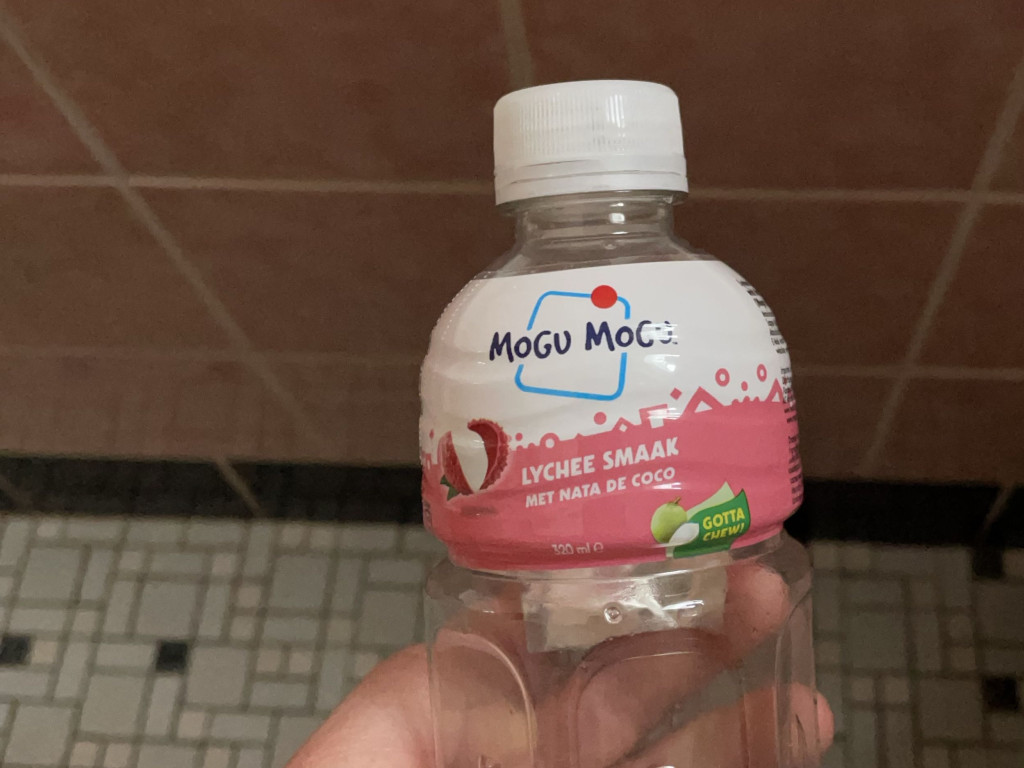 MOGU MOGU
LYCHEE SMAAK
MET NATA DE COCO
GOTTA
CHEW!
320 ml e